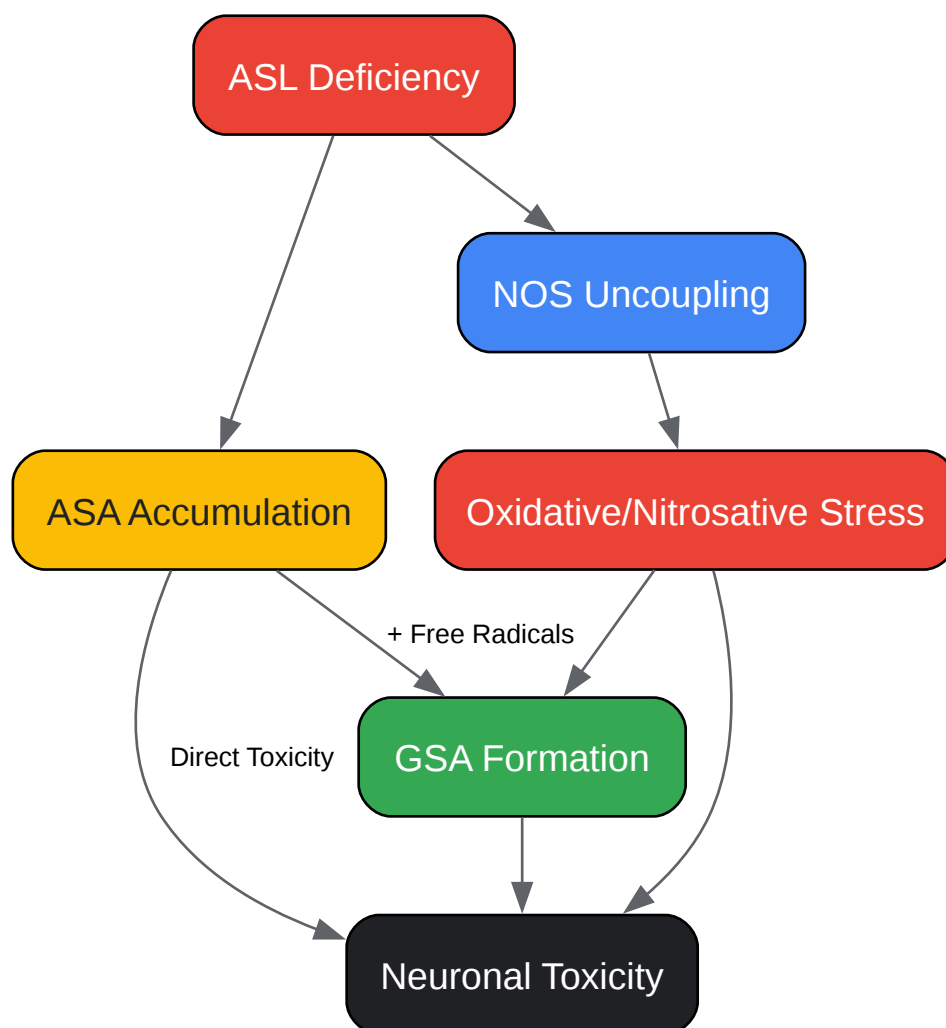 ASL Deficiency
NOS Uncoupling
ASA Accumulation
Oxidative/Nitrosative Stress
+ Free Radicals
Direct Toxicity
GSA Formation
Neuronal Toxicity